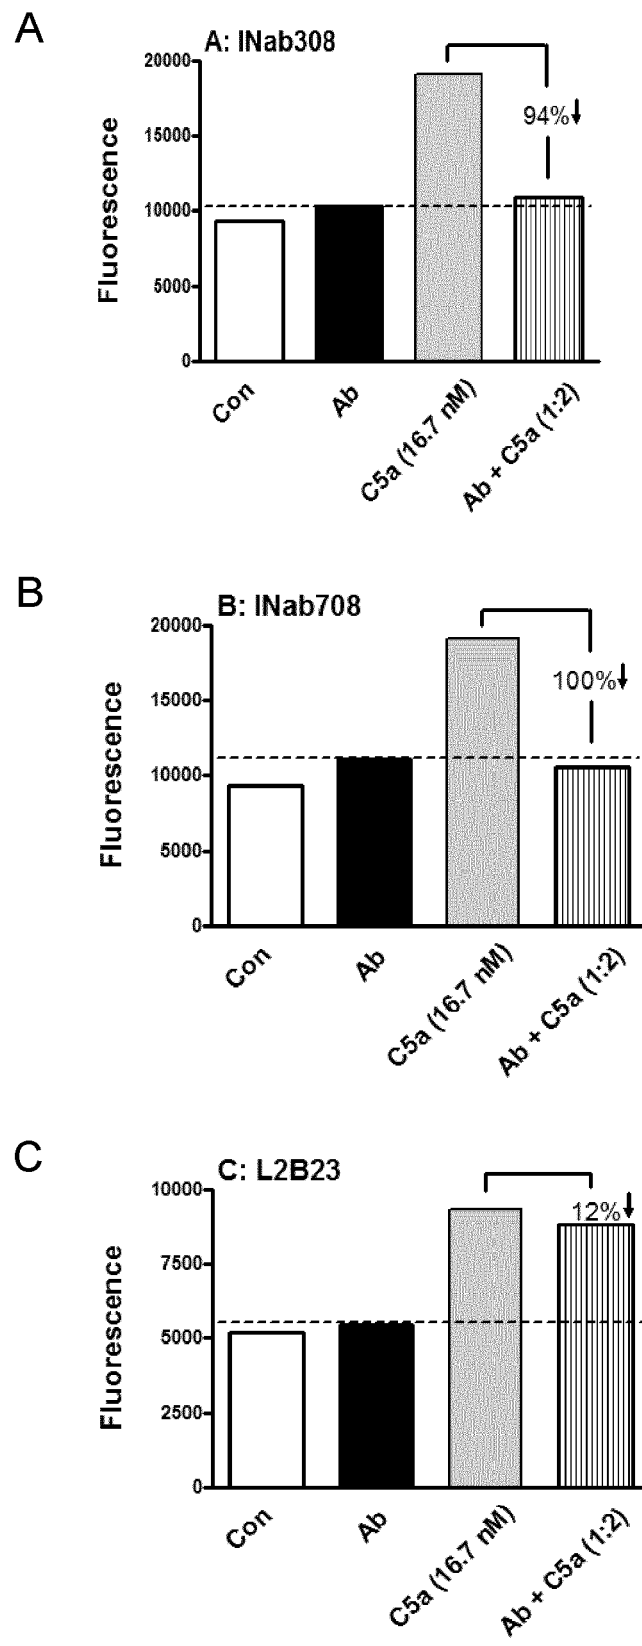 A
A: INab308
20000
15000
10000
5000
0
Fluorescence
94%
Con
Ab
C5a (16.7 nM)
Ab + C5a (1:2)
B
B: INab708
20000
15000
10000
5000
0
Fluorescence
100%
Con
Ab
C5a (16.7 nM)
Ab + C5a (1:2)
C
C: L2B23
10000
7500
5000
2500
0
Fluorescence
12%
Con
Ab
C5a (16.7 nM)
Ab + C5a (1:2)